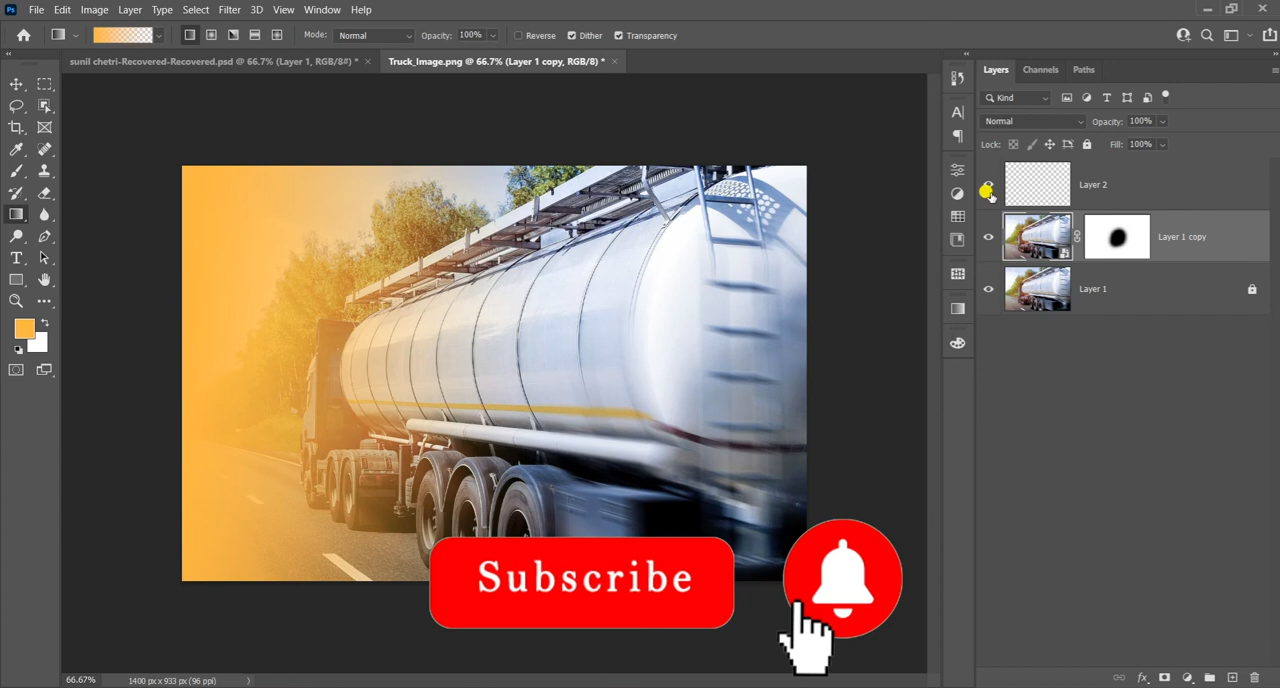 Ps File Edit Image Layer Type Select Filter 3D View Window Help
Mode: Normal Opacity: 100% Reverse Dither Transparency
sunil chetri-Recovered-Recovered.psd @ 66.7% (Layer 1, RGB/8#) * ×
Truck_Image.png @ 66.7% (Layer 1 copy, RGB/8) * ×
Layers Channels Paths
Kind
Normal Opacity: 100%
Lock: Fill: 100%
Layer 2
Layer 1 copy
Layer 1
Subscribe
66.67% 1400 px x 933 px (96 ppi)